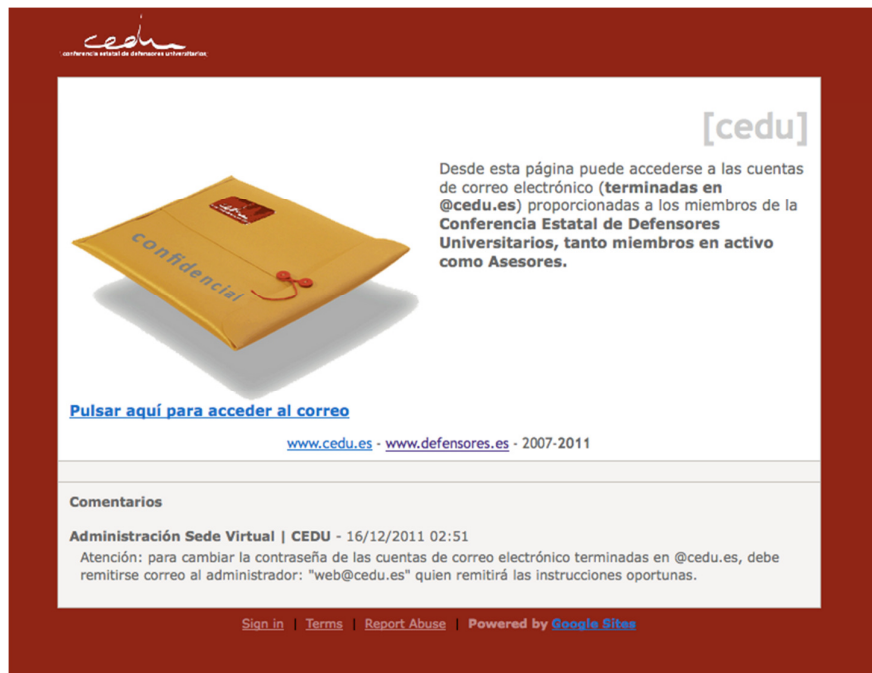 cedu
conferencia estatal de defensores universitarios
[cedu]
Desde esta página puede accederse a las cuentas
de correo electrónico (terminadas en
@cedu.es) proporcionadas a los miembros de la
Conferencia Estatal de Defensores
Universitarios, tanto miembros en activo
como Asesores.
confidencial
Pulsar aquí para acceder al correo
www.cedu.es - www.defensores.es - 2007-2011
Comentarios
Administración Sede Virtual | CEDU - 16/12/2011 02:51
Atención: para cambiar la contraseña de las cuentas de correo electrónico terminadas en @cedu.es, debe
remitirse correo al administrador: "web@cedu.es" quien remitirá las instrucciones oportunas.
Sign in | Terms | Report Abuse | Powered by Google Sites